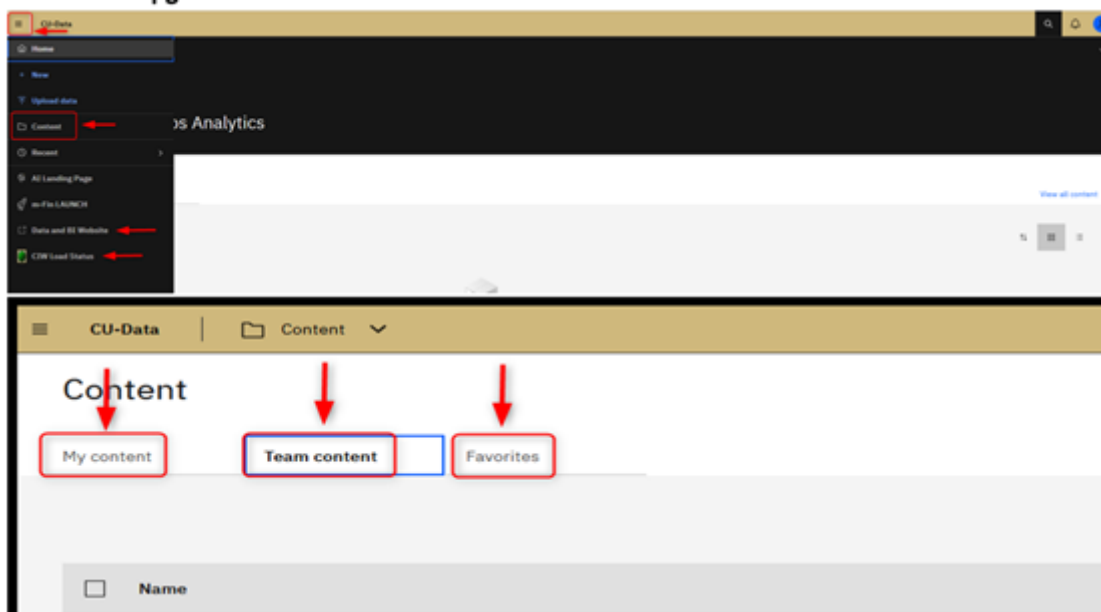 CU-Data
Home
New
Upload data
Content
os Analytics
Recent
AI Landing Page
m-Fin LAUNCH
View all content
Data and BI Website
CIW Load Status
CU-Data
Content
Content
My content
Team content
Favorites
Name